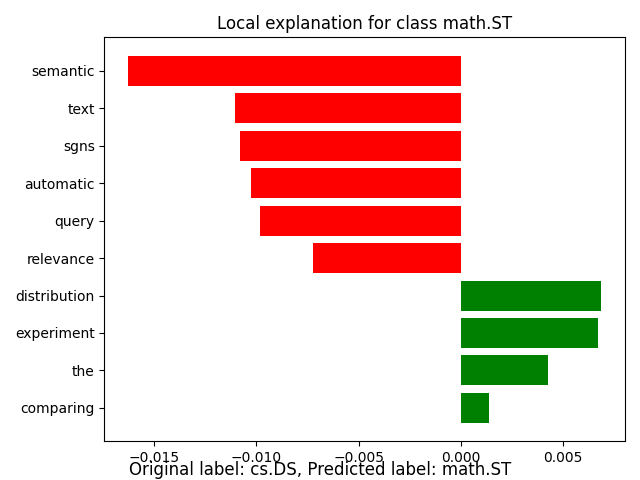 Local explanation for class math.ST
semantic
text
sgns
automatic
query
relevance
distribution
experiment
the
comparing
−0.015 −0.010 −0.005 0.000 0.005
Original label: cs.DS, Predicted label: math.ST